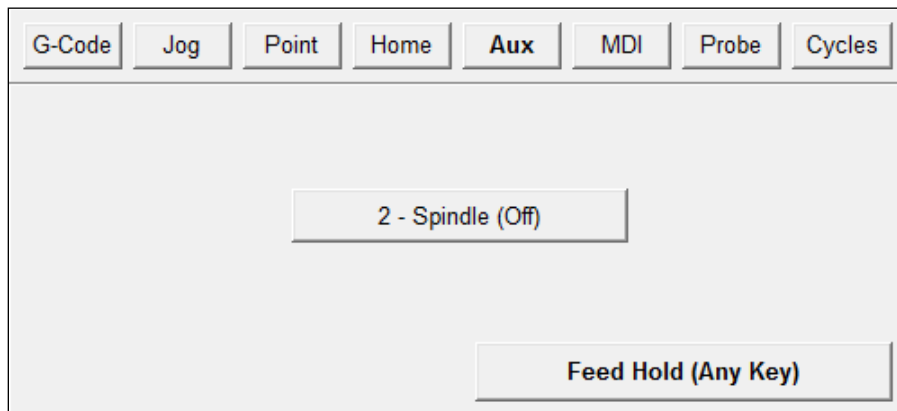 G-Code Jog Point Home Aux MDI Probe Cycles
2 - Spindle (Off)
Feed Hold (Any Key)